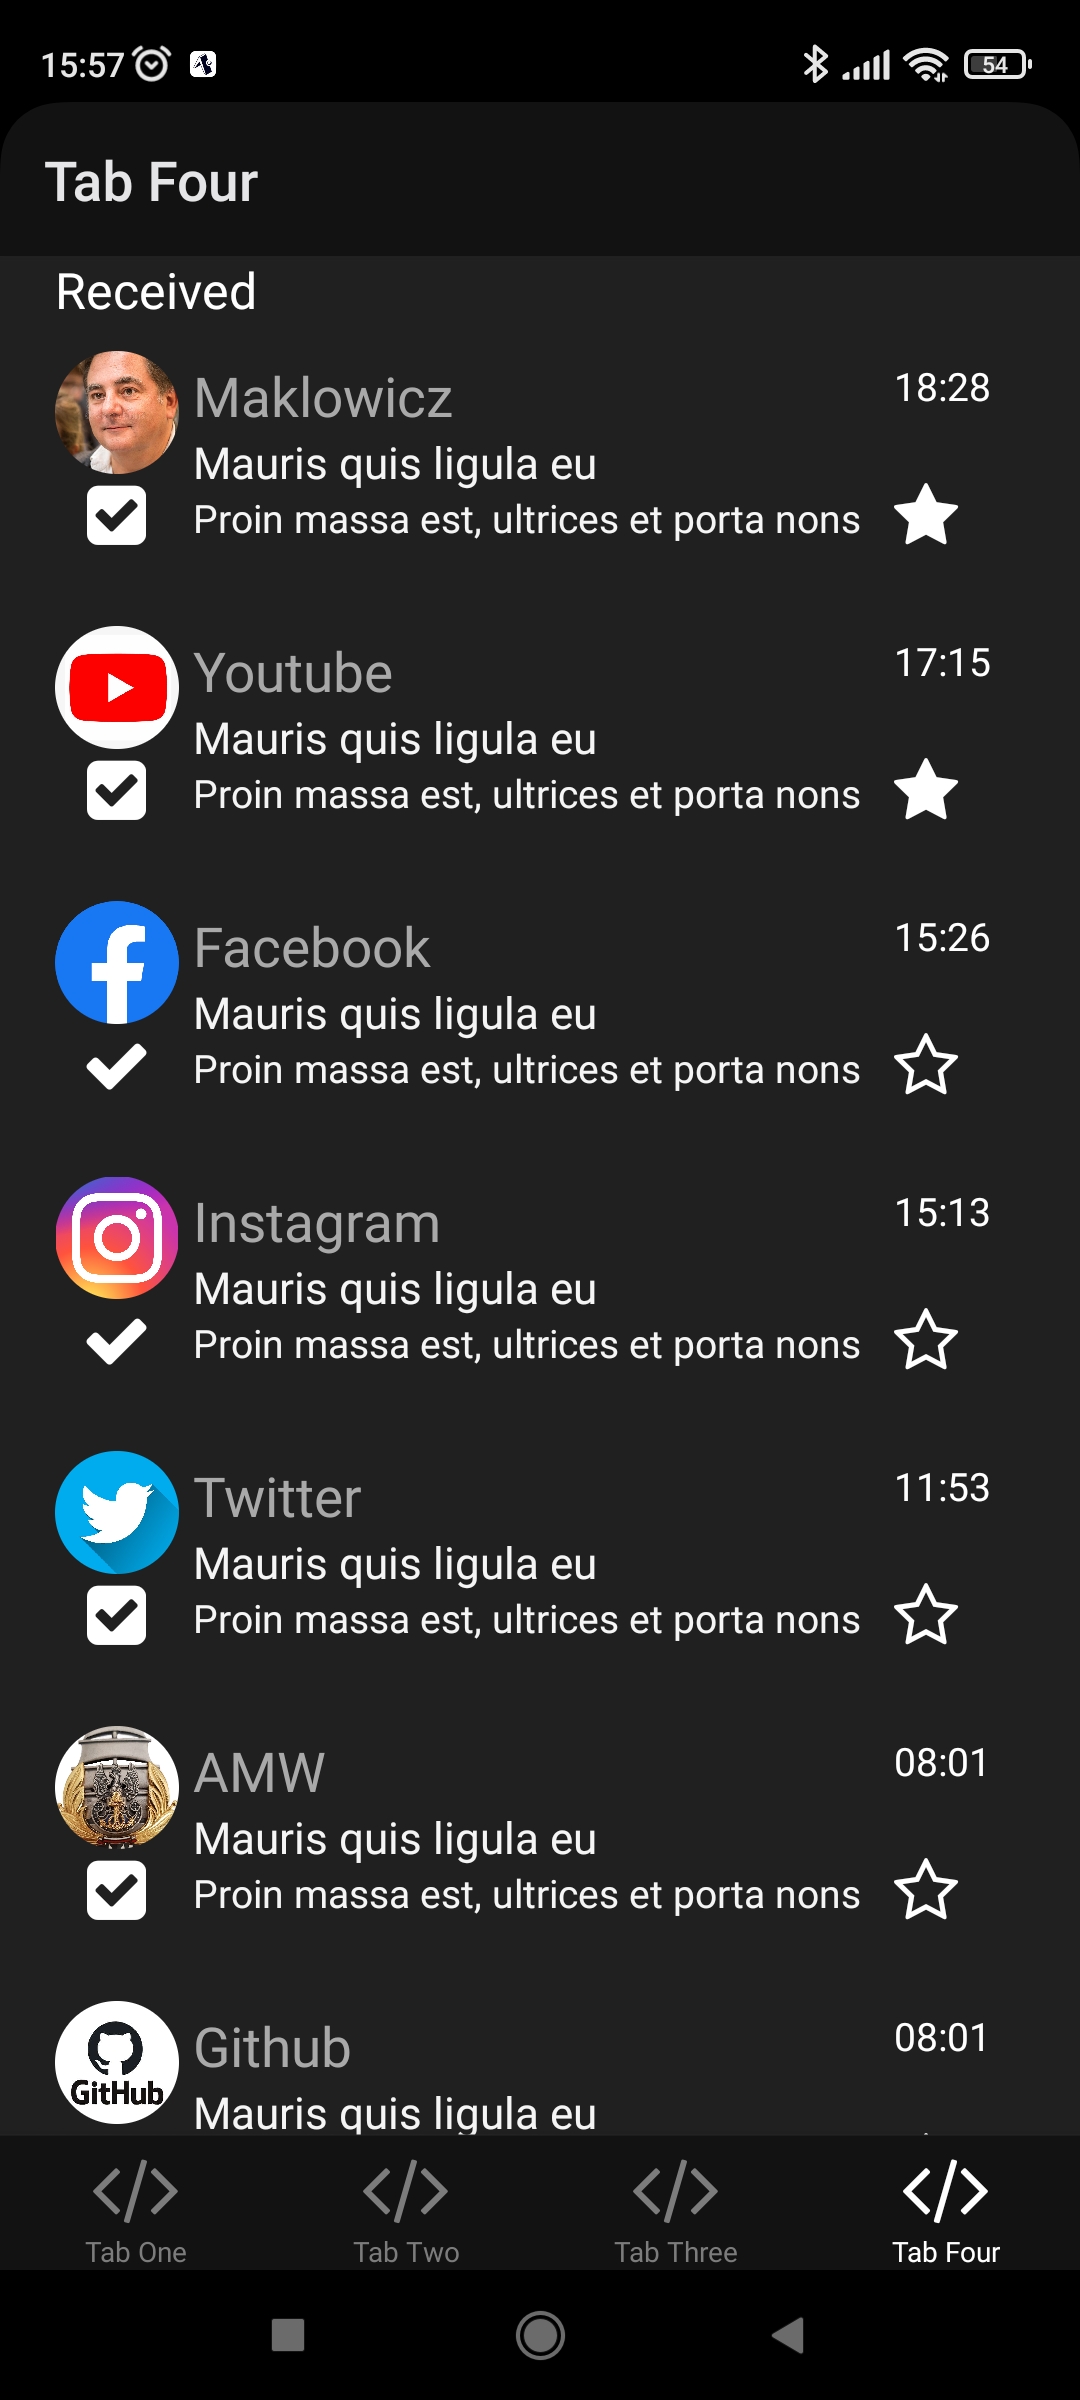 15:57
54
Tab Four
Received
Maklowicz
18:28
Mauris quis ligula eu
Proin massa est, ultrices et porta nons
Youtube
17:15
Mauris quis ligula eu
Proin massa est, ultrices et porta nons
Facebook
15:26
Mauris quis ligula eu
Proin massa est, ultrices et porta nons
Instagram
15:13
Mauris quis ligula eu
Proin massa est, ultrices et porta nons
Twitter
11:53
Mauris quis ligula eu
Proin massa est, ultrices et porta nons
AMW
08:01
Mauris quis ligula eu
Proin massa est, ultrices et porta nons
Github
08:01
GitHub
Mauris quis ligula eu
Tab One
Tab Two
Tab Three
Tab Four